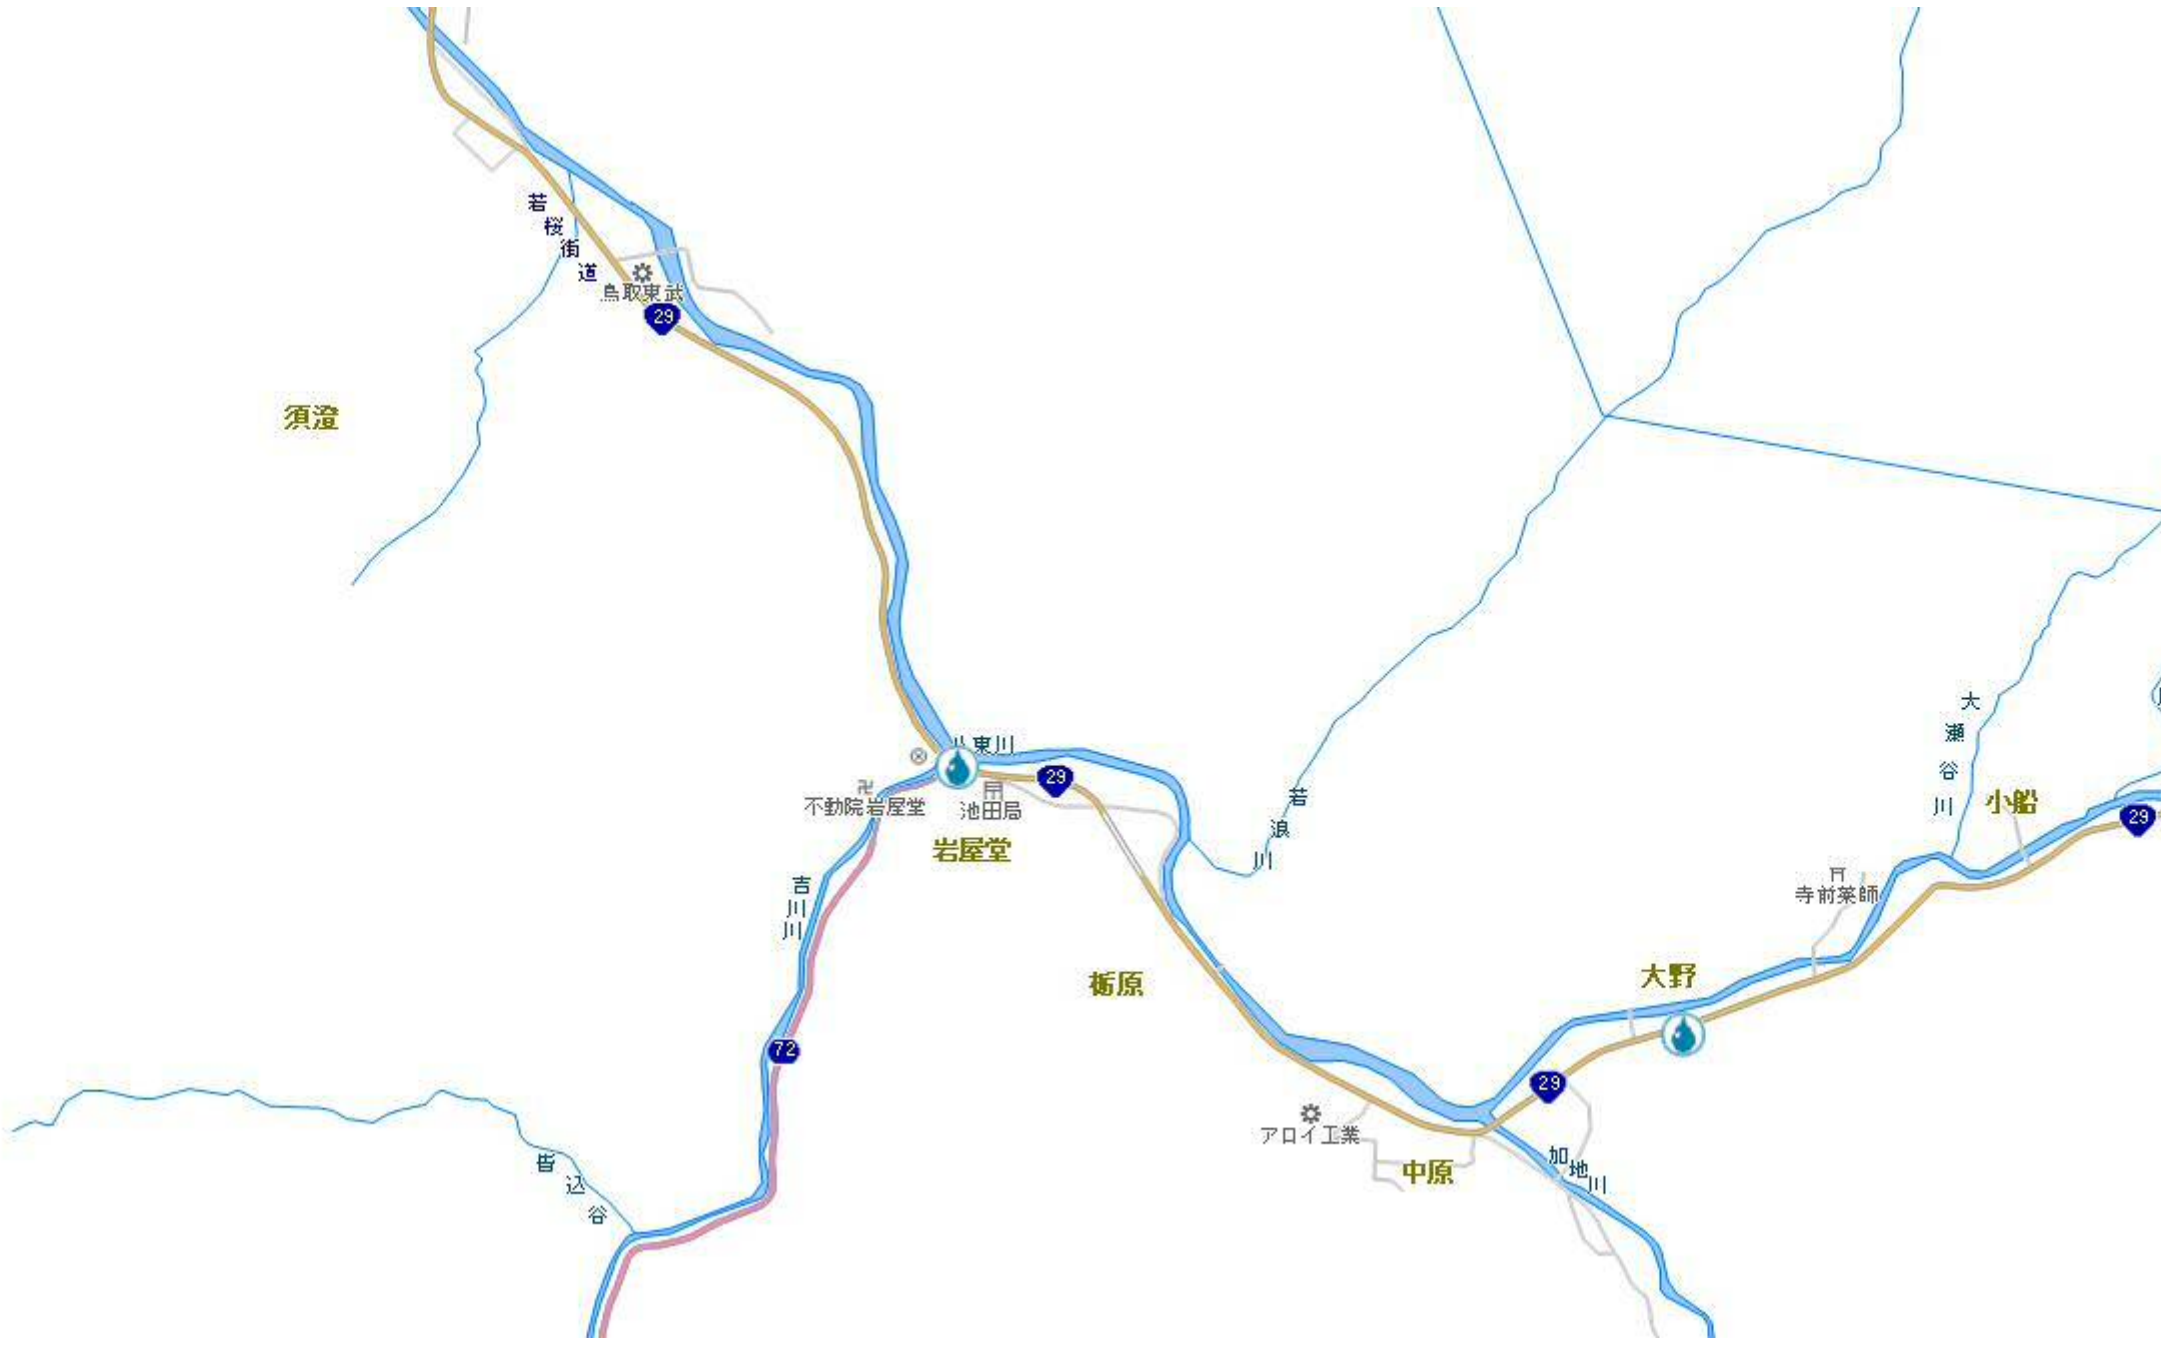 若桜街道
鳥取東武
29
須澄
東川
29
不動院岩屋堂
池田局
岩屋堂
若浪川
大瀬谷川
小船
29
寺前薬師
吉川川
栃原
大野
72
29
アロイ工業
中原
加地川
皆込谷